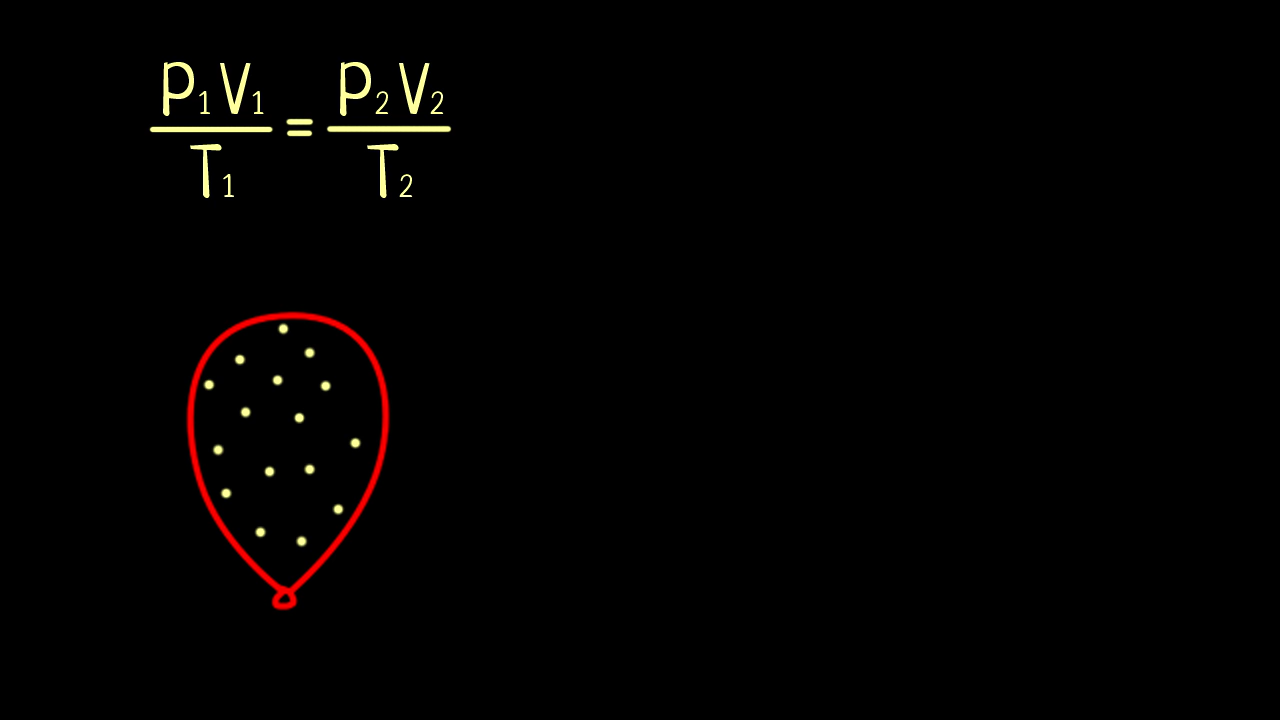 p₁V₁ = p₂V₂
T₁ T₂